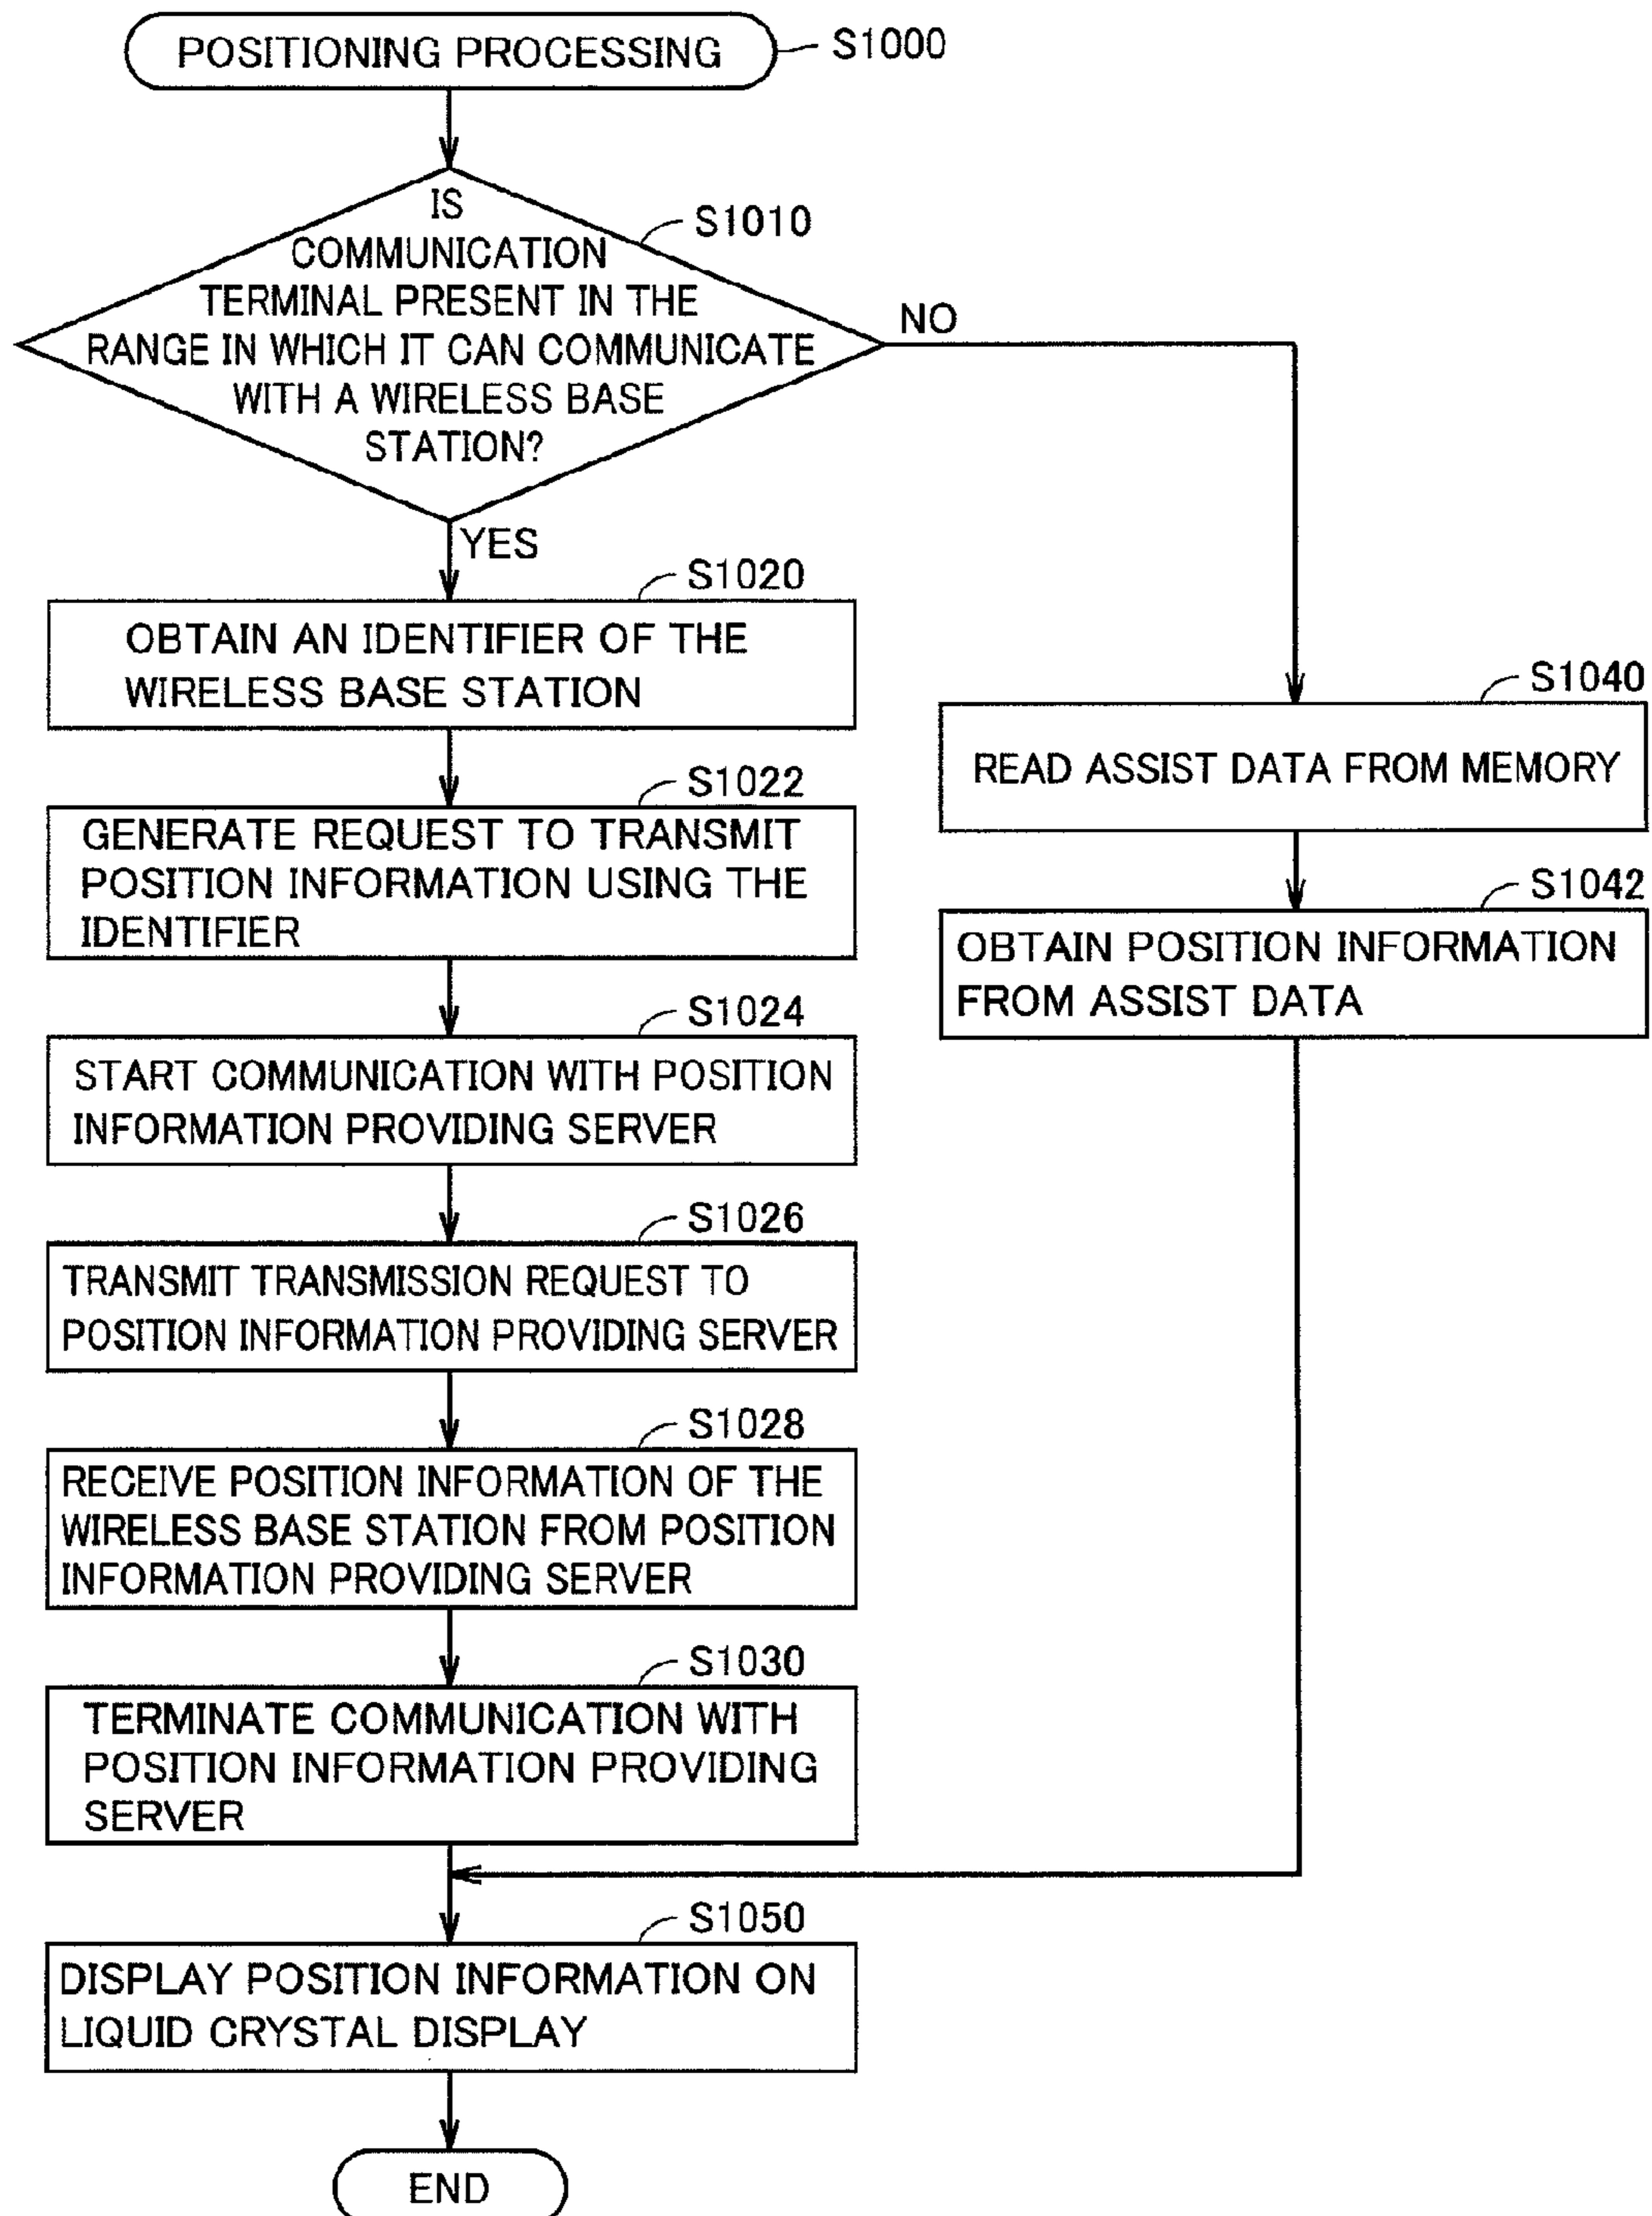 POSITIONING PROCESSING
S1000
IS
COMMUNICATION
TERMINAL PRESENT IN THE
RANGE IN WHICH IT CAN COMMUNICATE
WITH A WIRELESS BASE
STATION?
S1010
NO
YES
S1020
OBTAIN AN IDENTIFIER OF THE
WIRELESS BASE STATION
S1022
GENERATE REQUEST TO TRANSMIT
POSITION INFORMATION USING THE
IDENTIFIER
S1024
START COMMUNICATION WITH POSITION
INFORMATION PROVIDING SERVER
S1026
TRANSMIT TRANSMISSION REQUEST TO
POSITION INFORMATION PROVIDING SERVER
S1028
RECEIVE POSITION INFORMATION OF THE
WIRELESS BASE STATION FROM POSITION
INFORMATION PROVIDING SERVER
S1030
TERMINATE COMMUNICATION WITH
POSITION INFORMATION PROVIDING
SERVER
S1040
READ ASSIST DATA FROM MEMORY
S1042
OBTAIN POSITION INFORMATION
FROM ASSIST DATA
S1050
DISPLAY POSITION INFORMATION ON
LIQUID CRYSTAL DISPLAY
END